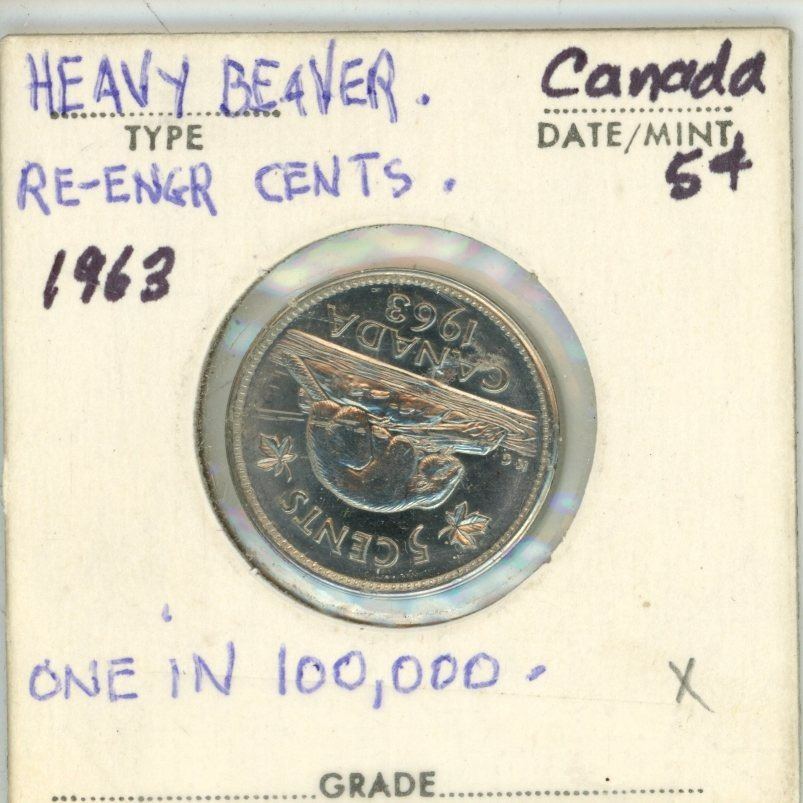 HEAVY BEAVER.
TYPE
Canada
DATE/MINT
5¢
RE-ENGR CENTS.
1963
5 CENTS
K G
CANADA
1963
ONE IN 100,000.
X
GRADE